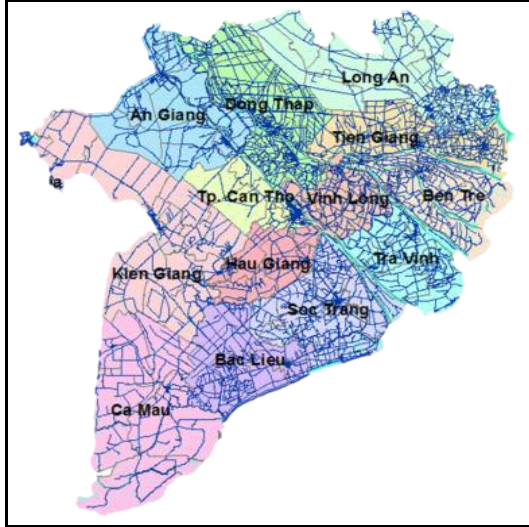 Long An
Dong Thap
An Giang
Tien Giang
Ben Tre
Tp. Can Tho
Vinh Long
Tra Vinh
Hau Giang
Kien Giang
Soc Trang
Bac Lieu
Ca Mau